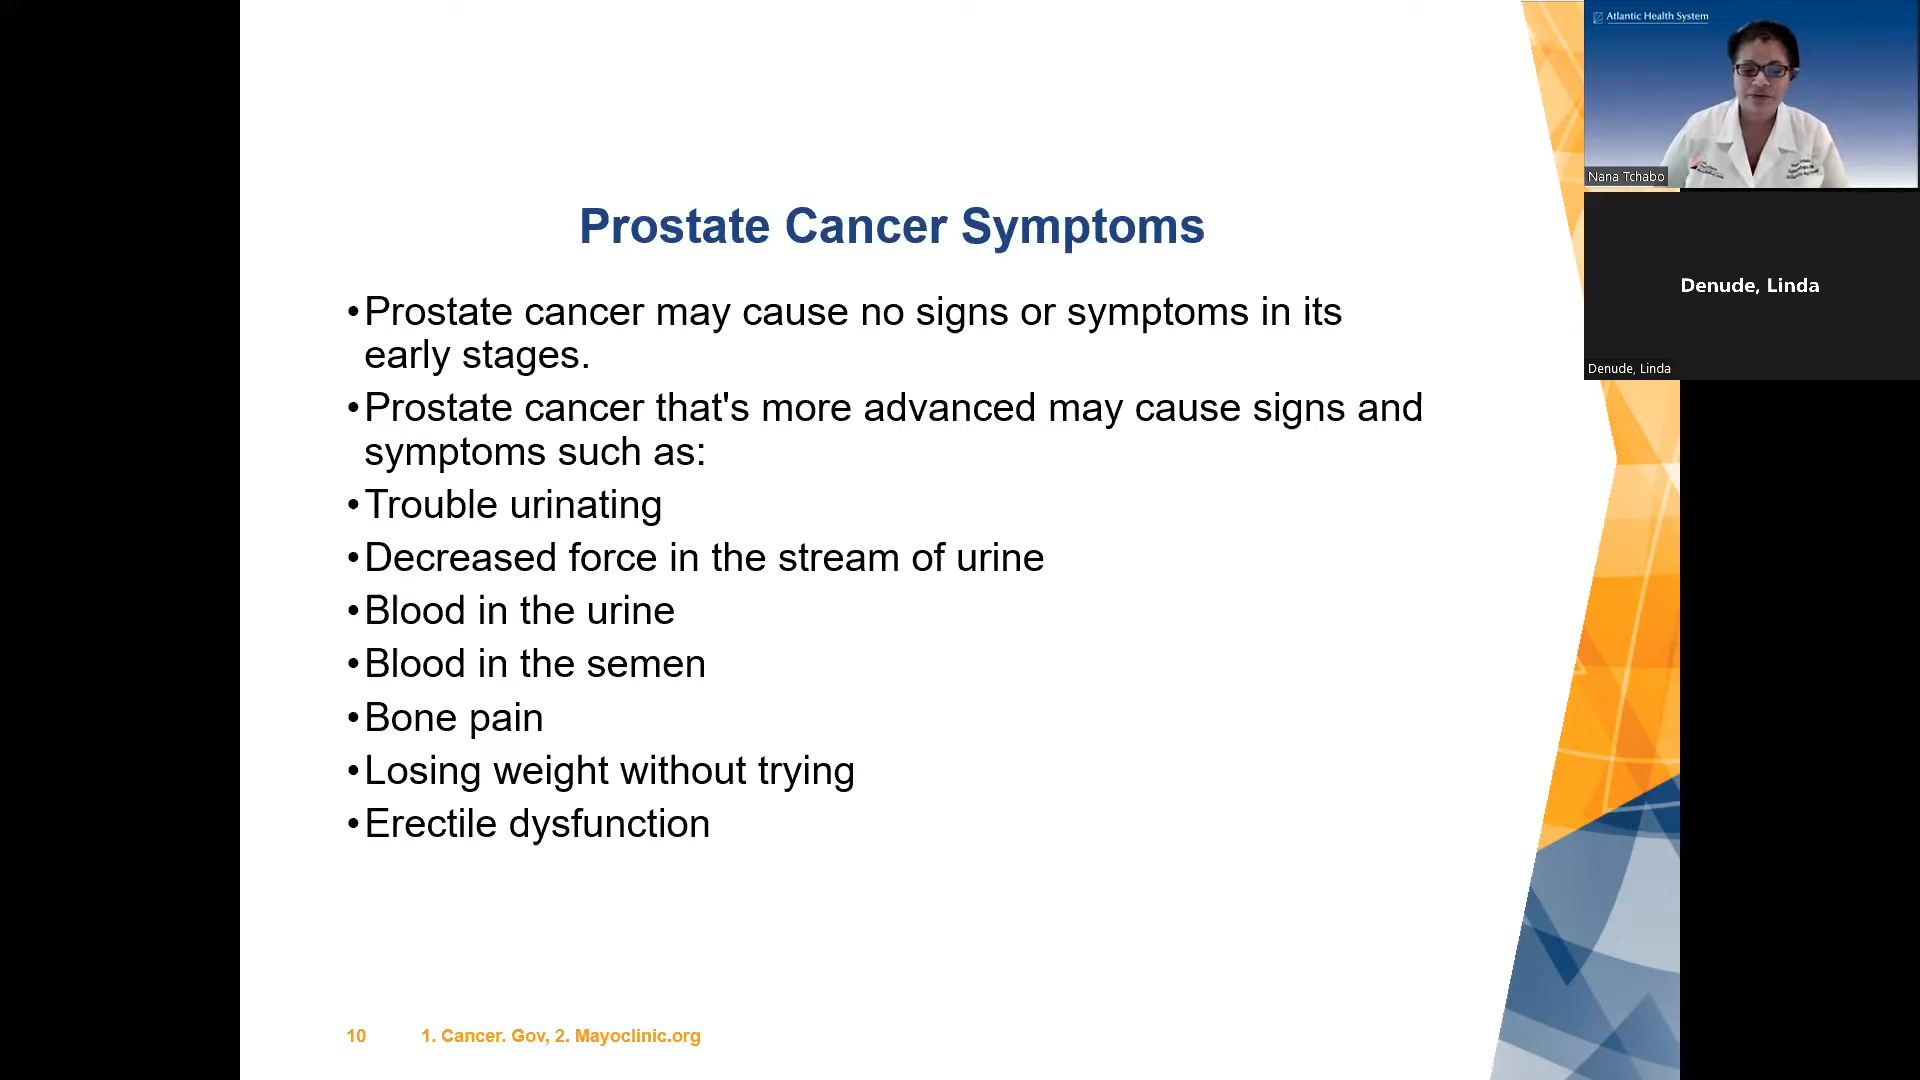 Prostate Cancer Symptoms
•Prostate cancer may cause no signs or symptoms in its
early stages.
•Prostate cancer that's more advanced may cause signs and
symptoms such as:
•Trouble urinating
•Decreased force in the stream of urine
•Blood in the urine
•Blood in the semen
•Bone pain
•Losing weight without trying
•Erectile dysfunction
10 1. Cancer. Gov, 2. Mayoclinic.org
Atlantic Health System
Nana Tchabo
Denude, Linda
Denude, Linda